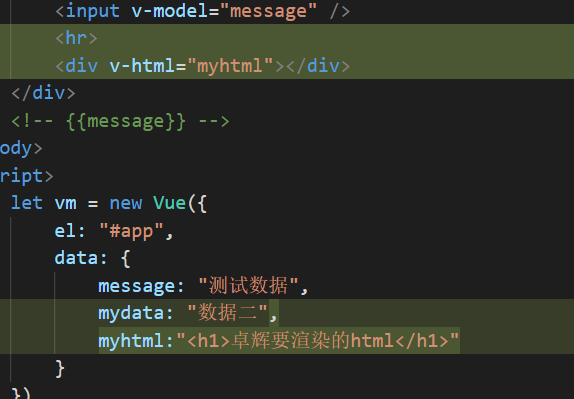 <input v-model="message" />
<hr>
<div v-html="myhtml"></div>
</div>
<!-- {{message}} -->
ody>
ript>
let vm = new Vue({
el: "#app",
data: {
message: "测试数据",
mydata: "数据二",
myhtml:"<h1>卓辉要渲染的html</h1>"
}
})